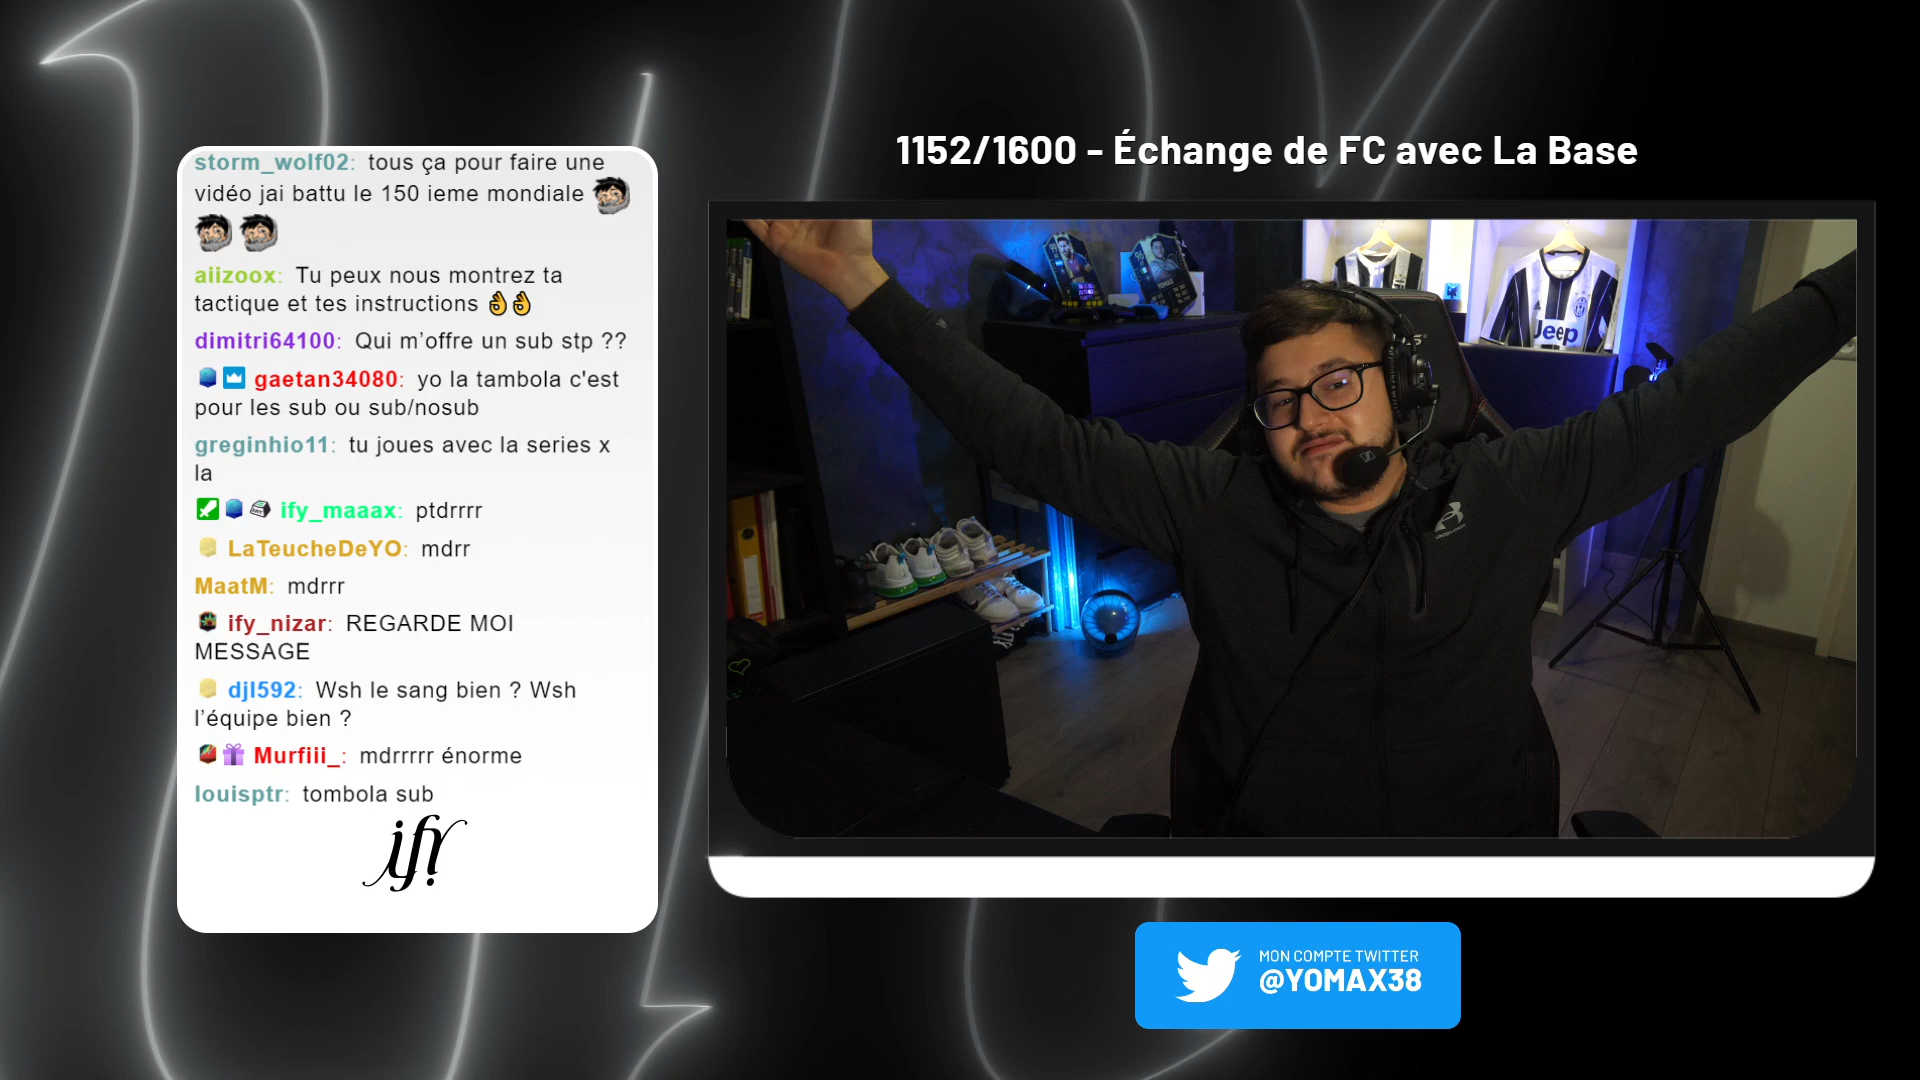 1152/1600 - Échange de FC avec La Base
storm_wolf02: tous ça pour faire une
vidéo jai battu le 150 ieme mondiale
aiizoox: Tu peux nous montrez ta
tactique et tes instructions
dimitri64100: Qui m’offre un sub stp ??
gaetan34080: yo la tambola c'est
pour les sub ou sub/nosub
greginhio11: tu joues avec la series x
la
ify_maaax: ptdrrrr
LaTeucheDeYO: mdrr
MaatM: mdrrr
ify_nizar: REGARDE MOI
MESSAGE
djl592: Wsh le sang bien ? Wsh
l’équipe bien ?
Murfiii_: mdrrrrr énorme
louisptr: tombola sub
ify.
Jeep
MON COMPTE TWITTER
@YOMAX38